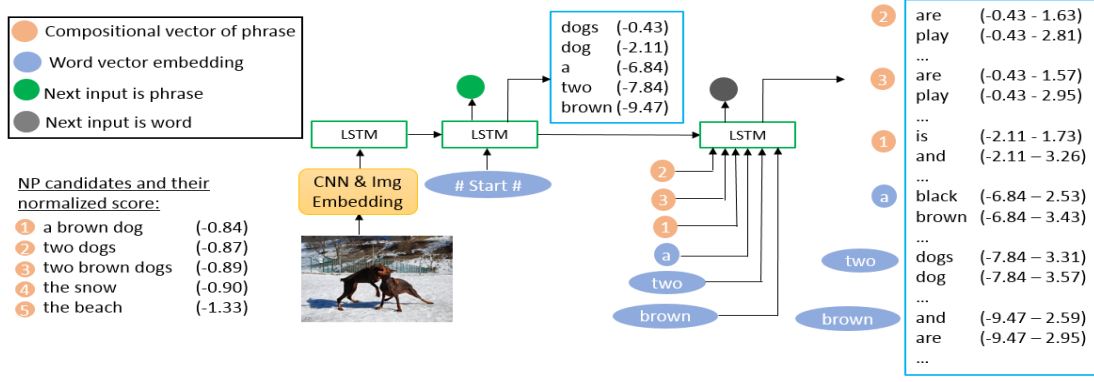 Compositional vector of phrase
Word vector embedding
Next input is phrase
Next input is word
NP candidates and their
normalized score:
1 a brown dog (-0.84)
2 two dogs (-0.87)
3 two brown dogs (-0.89)
4 the snow (-0.90)
5 the beach (-1.33)
LSTM
CNN & Img
Embedding
LSTM
# Start #
dogs (-0.43)
dog (-2.11)
a (-6.84)
two (-7.84)
brown (-9.47)
LSTM
2
3
1
a
two
brown
2 are (-0.43 - 1.63)
play (-0.43 - 2.81)
...
3 are (-0.43 - 1.57)
play (-0.43 - 2.95)
...
1 is (-2.11 - 1.73)
and (-2.11 – 3.26)
...
a black (-6.84 – 2.53)
brown (-6.84 – 3.43)
...
two dogs (-7.84 – 3.31)
dog (-7.84 – 3.57)
...
brown and (-9.47 – 2.59)
are (-9.47 – 2.95)
...